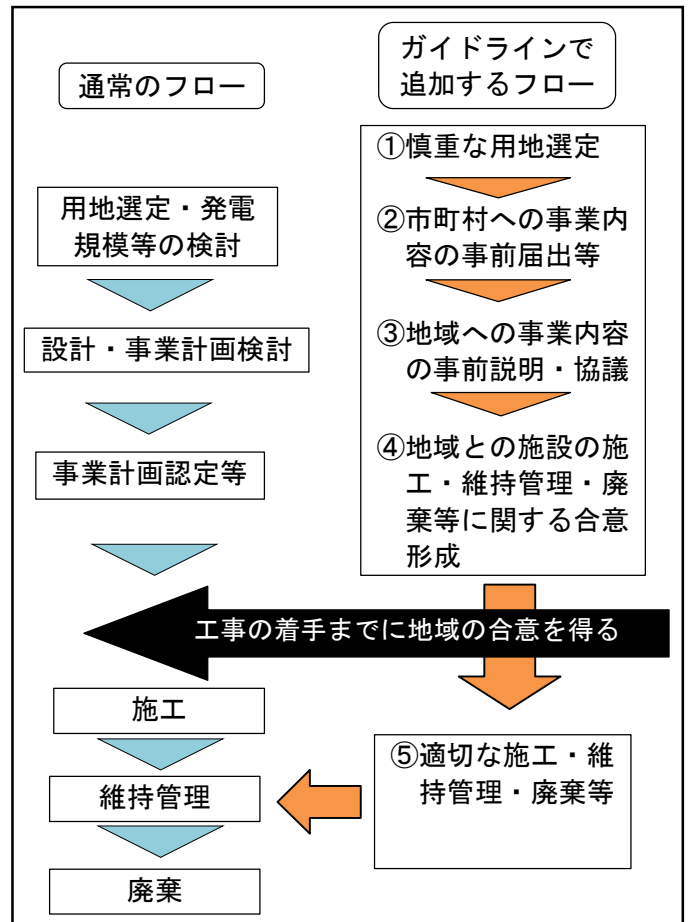 通常のフロー
用地選定・発電
規模等の検討
設計・事業計画検討
事業計画認定等
ガイドラインで
追加するフロー
①慎重な用地選定
②市町村への事業内
容の事前届出等
③地域への事業内容
の事前説明・協議
④地域との施設の施
工・維持管理・廃
棄等に関する合意
形成
工事の着手までに地域の合意を得る
施工
維持管理
廃棄
⑤適切な施工・維
持管理・廃棄等